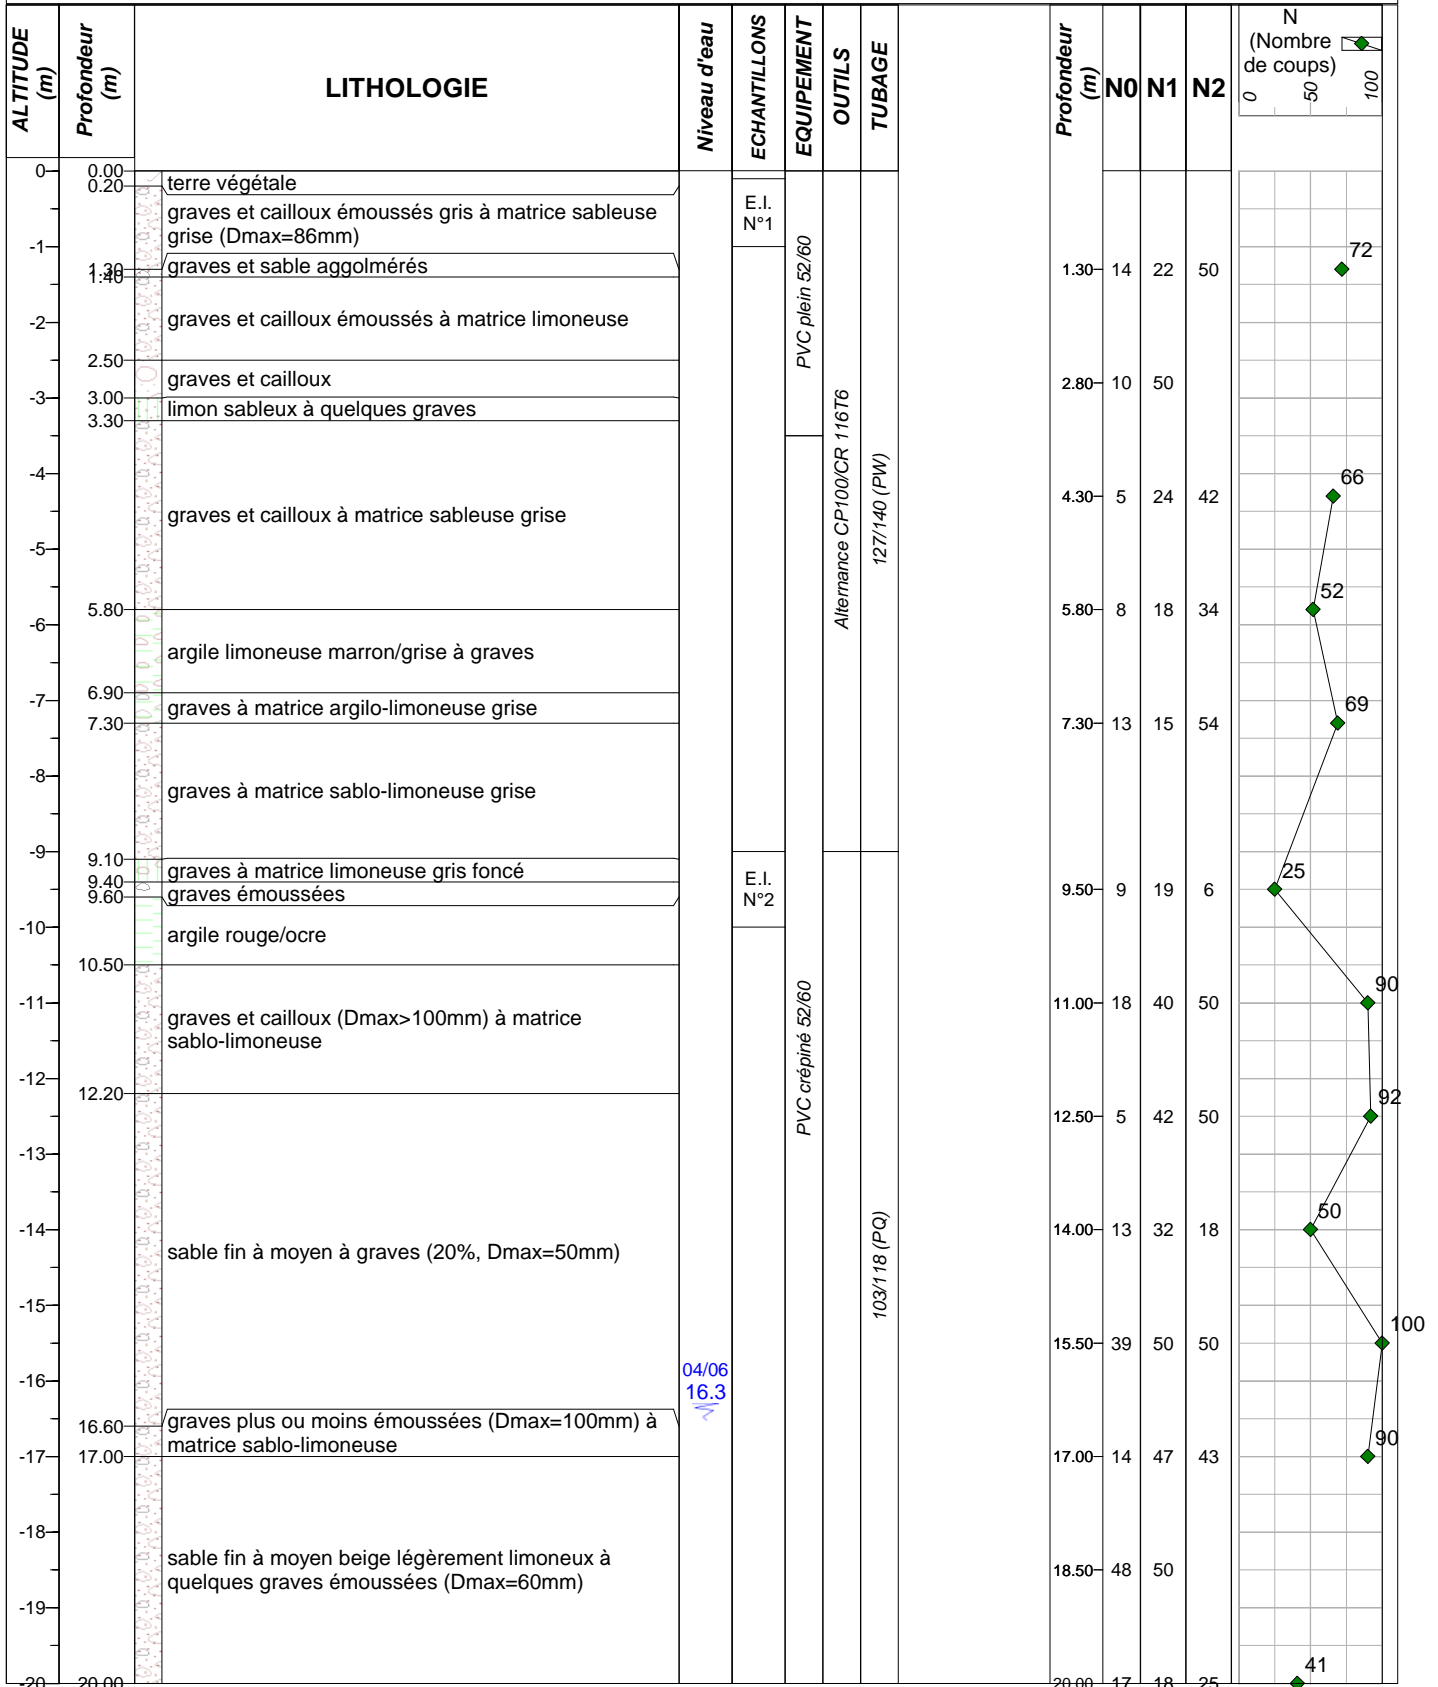 ALTITUDE
(m)
Profondeur
(m)
LITHOLOGIE
Niveau d'eau
ECHANTILLONS
EQUIPEMENT
OUTILS
TUBAGE
Profondeur
(m)
N0 N1 N2
N
(Nombre
de coups)
0 50 100
0
-1
-2
-3
-4
-5
-6
-7
-8
-9
-10
-11
-12
-13
-14
-15
-16
-17
-18
-19
-20
0.00
0.20
1.30
1.40
2.50
3.00
3.30
5.80
6.90
7.30
9.10
9.40
9.60
10.50
12.20
16.60
17.00
20.00
terre végétale
graves et cailloux émoussés gris à matrice sableuse
grise (Dmax=86mm)
graves et sable aggolmérés
graves et cailloux émoussés à matrice limoneuse
graves et cailloux
limon sableux à quelques graves
graves et cailloux à matrice sableuse grise
argile limoneuse marron/grise à graves
graves à matrice argilo-limoneuse grise
graves à matrice sablo-limoneuse grise
graves à matrice limoneuse gris foncé
graves émoussées
argile rouge/ocre
graves et cailloux (Dmax>100mm) à matrice
sablo-limoneuse
sable fin à moyen à graves (20%, Dmax=50mm)
graves plus ou moins émoussées (Dmax=100mm) à
matrice sablo-limoneuse
sable fin à moyen beige légèrement limoneux à
quelques graves émoussées (Dmax=60mm)
04/06
16.3
E.I.
N°1
E.I.
N°2
PVC plein 52/60
PVC crépiné 52/60
Alternance CP100/CR 116T6
127/140 (PW)
103/118 (PQ)
1.30 14 22 50
2.80 10 50
4.30 5 24 42
5.80 8 18 34
7.30 13 15 54
9.50 9 19 6
11.00 18 40 50
12.50 5 42 50
14.00 13 32 18
15.50 39 50 50
17.00 14 47 43
18.50 48 50
20.00 17 18 25
72
66
52
69
25
90
92
50
100
90
41